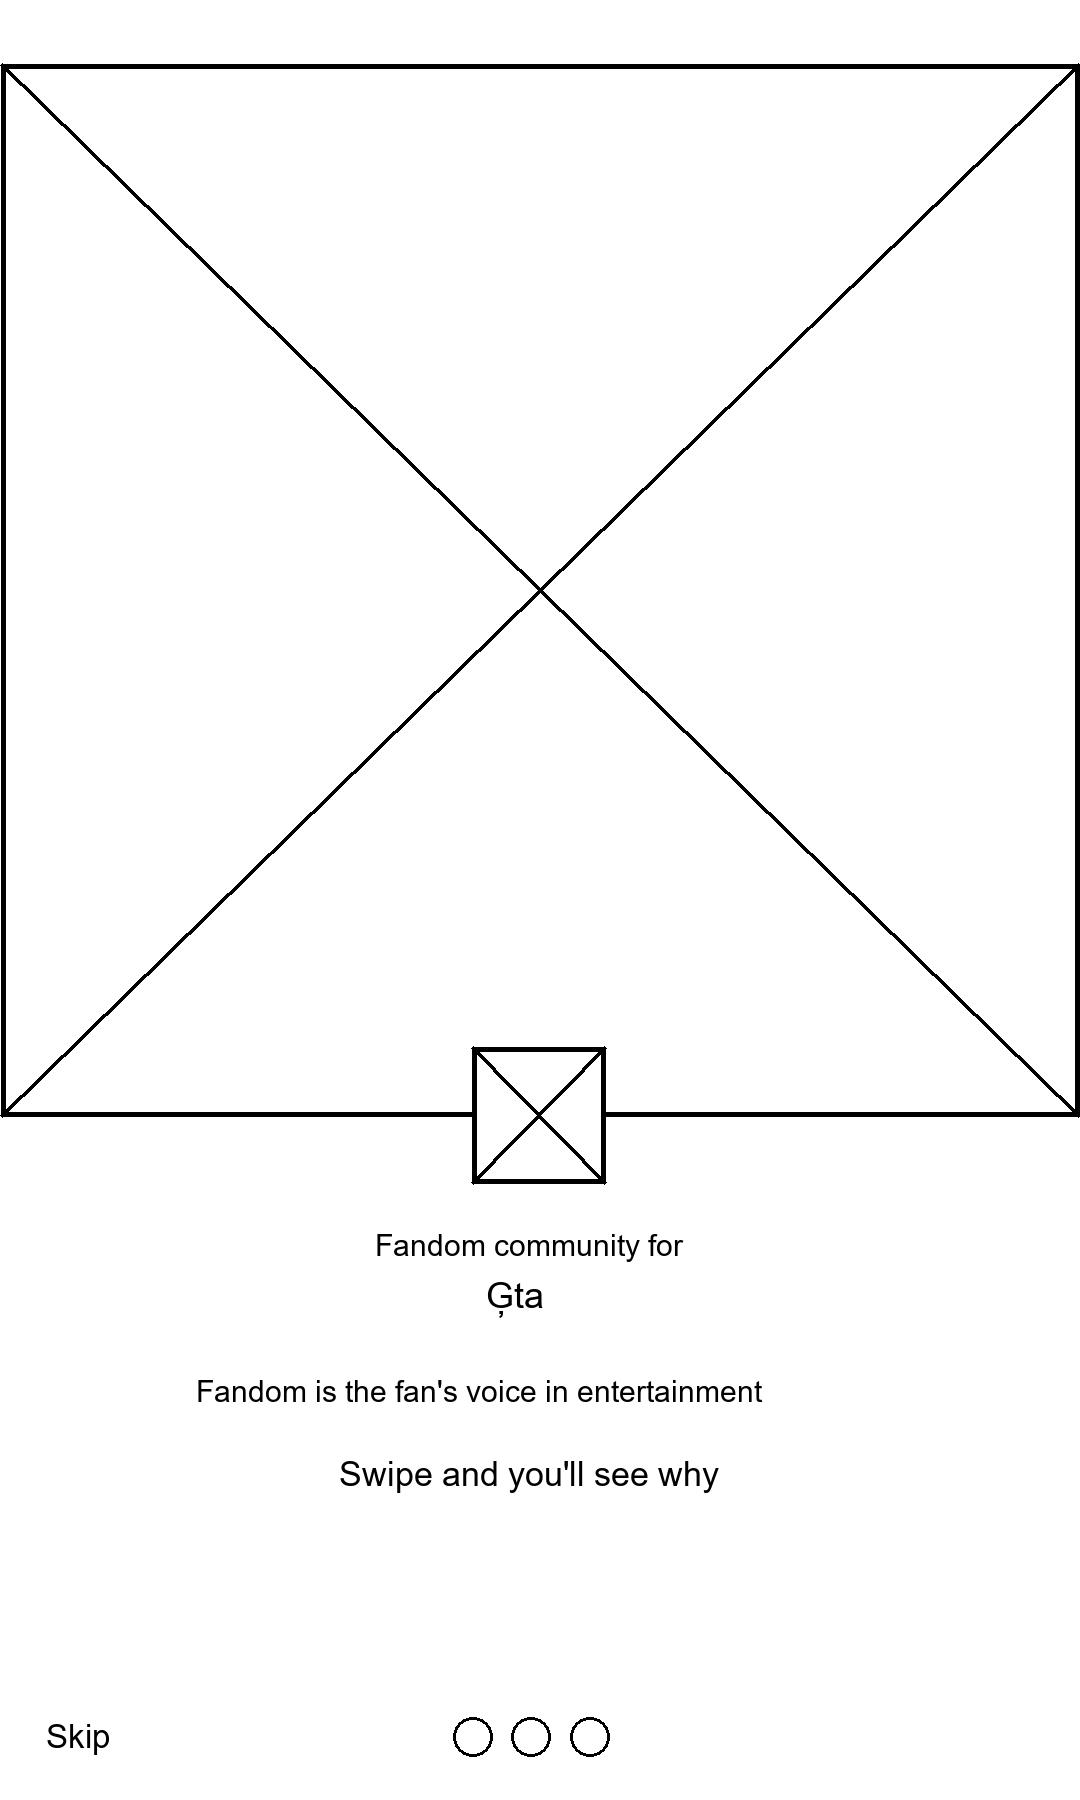 Fandom community for
Ģta
Fandom is the fan's voice in entertainment
Swipe and you'll see why
Skip